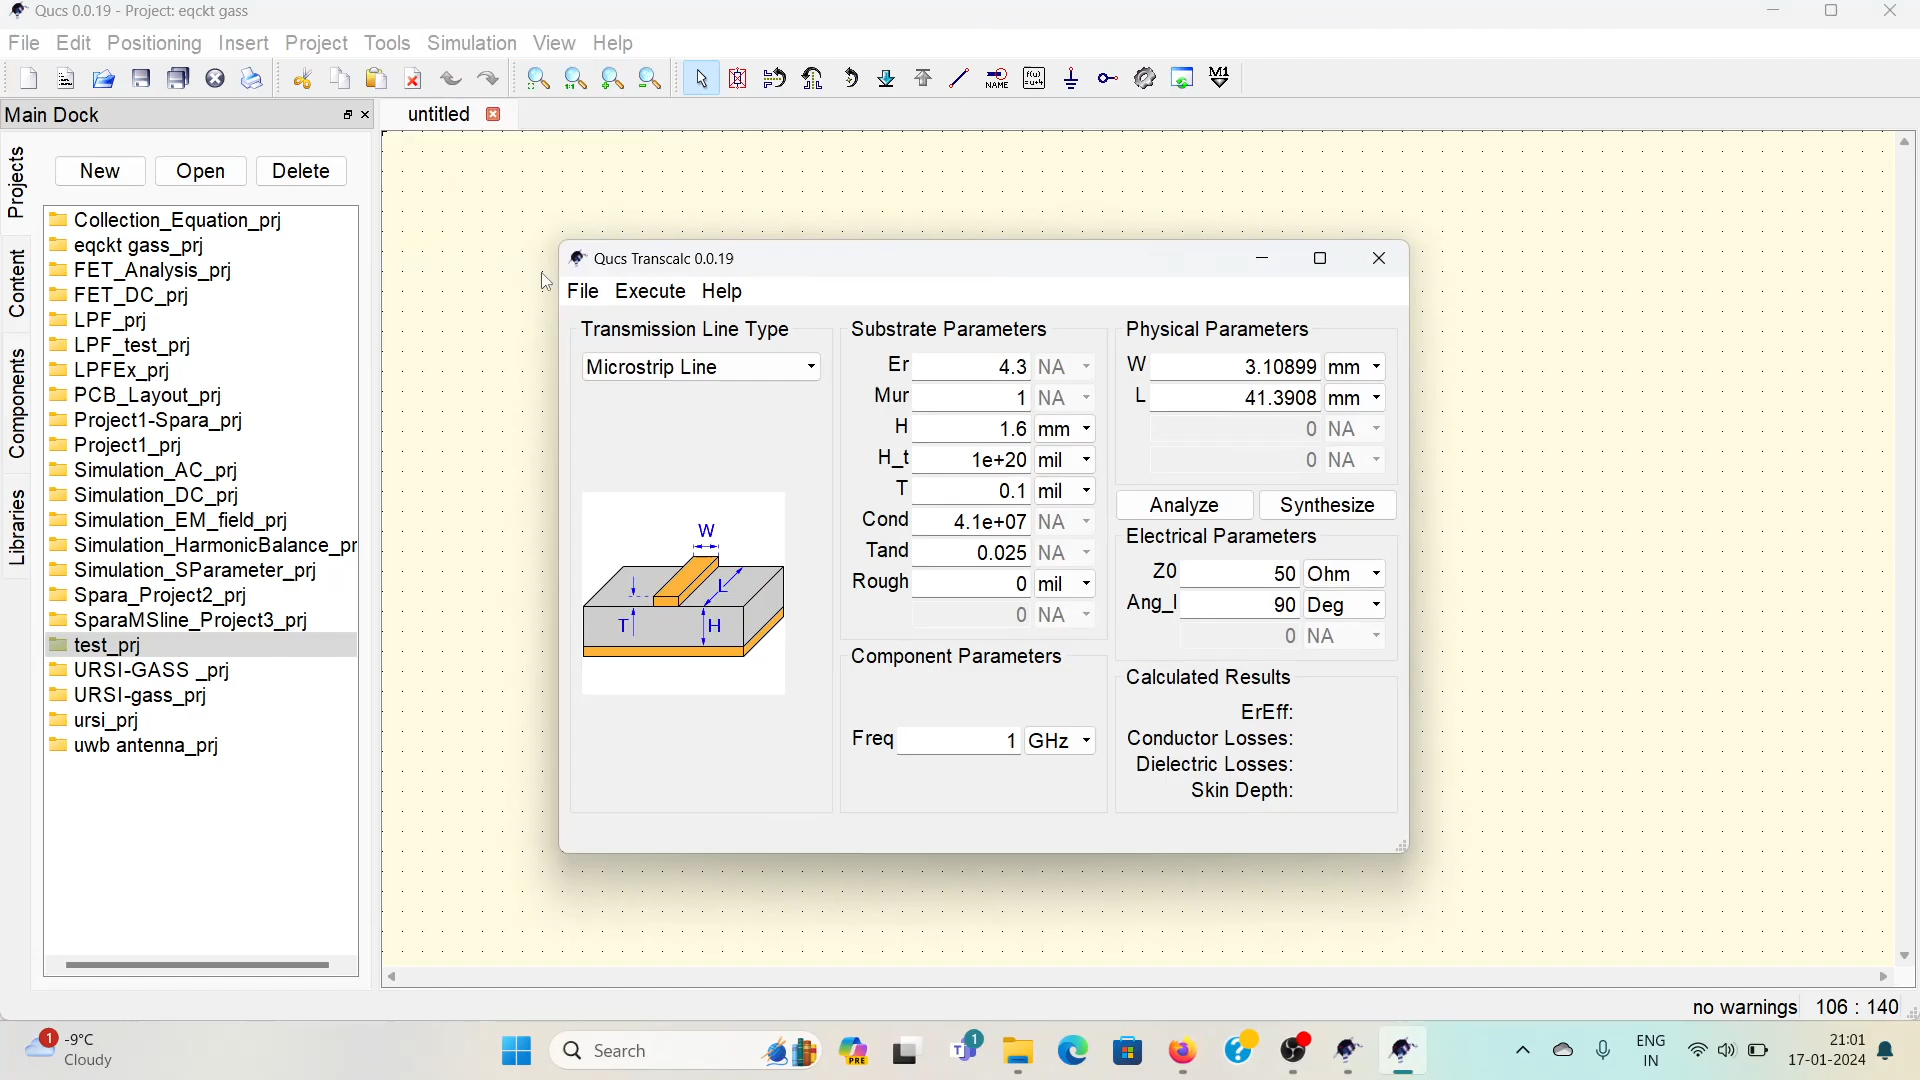 Qucs 0.0.19 - Project: eqckt gass
File Edit Positioning Insert Project Tools Simulation View Help
NAME
f(u)
=u+j
M1
Main Dock
untitled
Projects
Content
Components
Libraries
New Open Delete
Collection_Equation_prj
eqckt gass_prj
FET_Analysis_prj
FET_DC_prj
LPF_prj
LPF_test_prj
LPFEx_prj
PCB_Layout_prj
Project1-Spara_prj
Project1_prj
Simulation_AC_prj
Simulation_DC_prj
Simulation_EM_field_prj
Simulation_HarmonicBalance_pr
Simulation_SParameter_prj
Spara_Project2_prj
SparaMSline_Project3_prj
test_prj
URSI-GASS _prj
URSI-gass_prj
ursi_prj
uwb antenna_prj
Qucs Transcalc 0.0.19
File Execute Help
Transmission Line Type
Microstrip Line
W
L
T
H
Substrate Parameters
Er 4.3 NA
Mur 1 NA
H 1.6 mm
H_t 1e+20 mil
T 0.1 mil
Cond 4.1e+07 NA
Tand 0.025 NA
Rough 0 mil
0 NA
Component Parameters
Freq 1 GHz
Physical Parameters
W 3.10899 mm
L 41.3908 mm
0 NA
0 NA
Analyze Synthesize
Electrical Parameters
Z0 50 Ohm
Ang_l 90 Deg
0 NA
Calculated Results
ErEff:
Conductor Losses:
Dielectric Losses:
Skin Depth:
no warnings 106 : 140
1
-9°C
Cloudy
Search
PRE
1
ENG
IN
21:01
17-01-2024